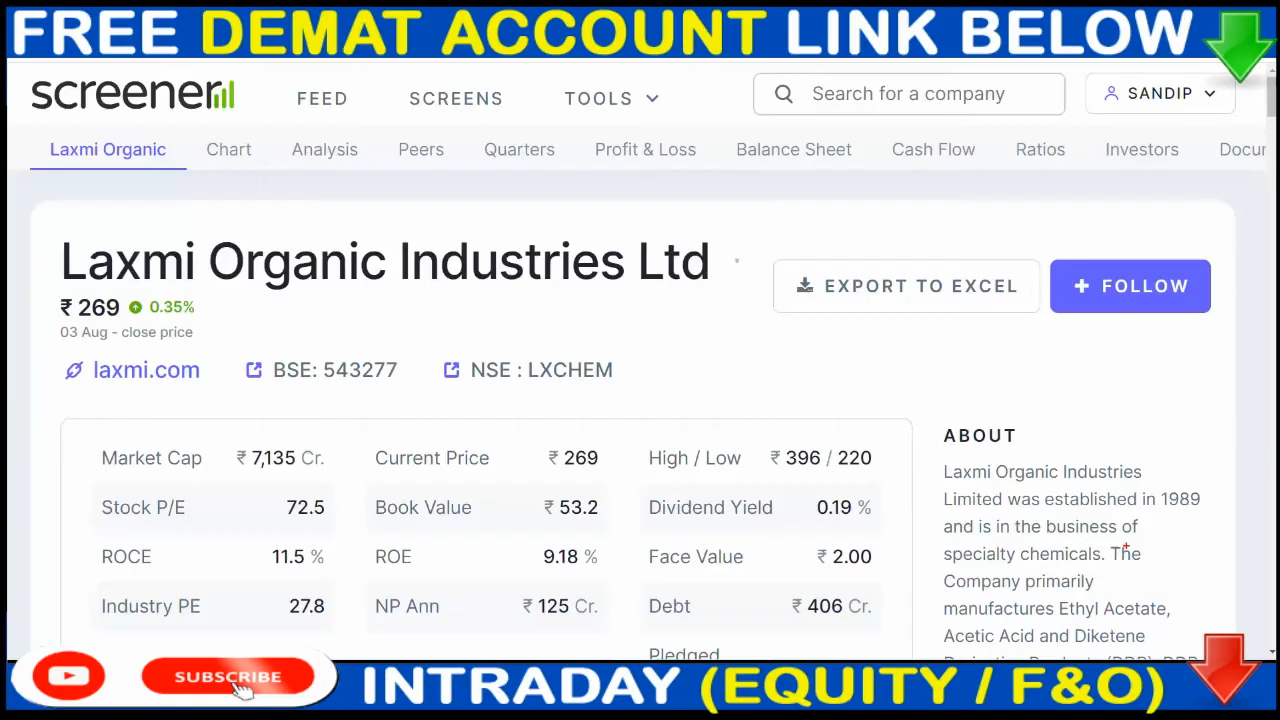 FREE DEMAT ACCOUNT LINK BELOW
screener
FEED SCREENS TOOLS Search for a company SANDIP
Laxmi Organic Chart Analysis Peers Quarters Profit & Loss Balance Sheet Cash Flow Ratios Investors Docur
Laxmi Organic Industries Ltd
EXPORT TO EXCEL + FOLLOW
₹ 269 0.35%
03 Aug - close price
laxmi.com BSE: 543277 NSE : LXCHEM
Market Cap ₹ 7,135 Cr. Current Price ₹ 269 High / Low ₹ 396 / 220
Stock P/E 72.5 Book Value ₹ 53.2 Dividend Yield 0.19 %
ROCE 11.5 % ROE 9.18 % Face Value ₹ 2.00
Industry PE 27.8 NP Ann ₹ 125 Cr. Debt ₹ 406 Cr.
Pledged
ABOUT
Laxmi Organic Industries
Limited was established in 1989
and is in the business of
specialty chemicals. The
Company primarily
manufactures Ethyl Acetate,
Acetic Acid and Diketene
SUBSCRIBE
INTRADAY (EQUITY / F&O)